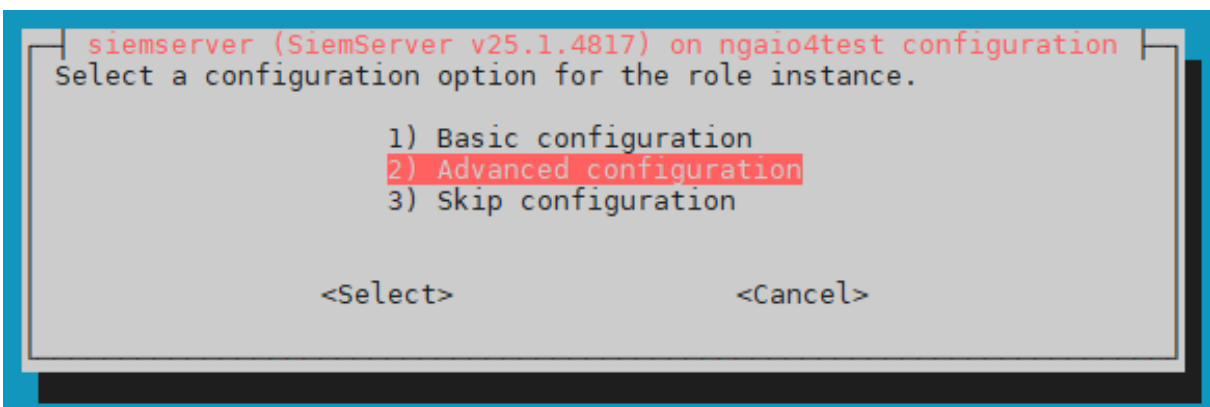 siemserver (SiemServer v25.1.4817) on ngaio4test configuration
Select a configuration option for the role instance.
1) Basic configuration
2) Advanced configuration
3) Skip configuration
<Select> <Cancel>